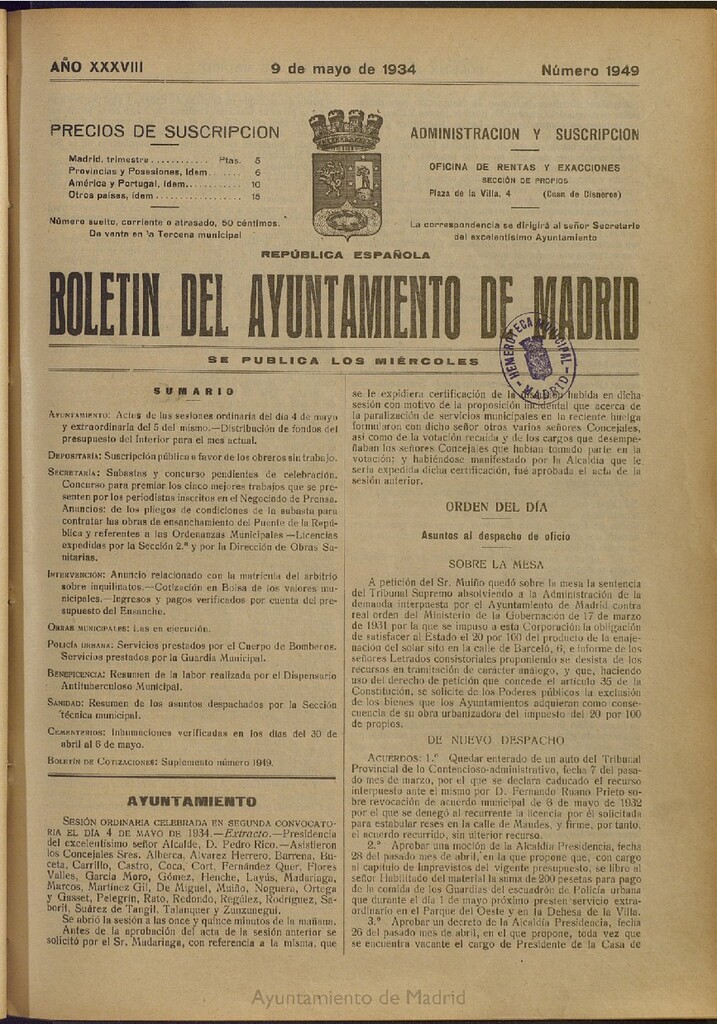 AÑO XXXVIII
9 de mayo de 1934
Número 1949
PRECIOS DE SUSCRIPCION
Madrid, trimestre ............ Ptas. 5
Provincias y Posesiones, ídem.... 6
América y Portugal, ídem.......... 10
Otros países, ídem.................. 15
Número suelto, corriente o atrasado, 50 céntimos.
De venta en la Tercena municipal
ADMINISTRACION Y SUSCRIPCION
OFICINA DE RENTAS Y EXACCIONES
SECCIÓN DE PROPIOS
Plaza de la Villa, 4 (Casa de Cisneros)
La correspondencia se dirigirá al señor Secretario
del excelentísimo Ayuntamiento
REPÚBLICA ESPAÑOLA
BOLETIN DEL AYUNTAMIENTO DE MADRID
SE PUBLICA LOS MIÉRCOLES
HEMEROTECA MUNICIPAL
- MADRID -
SUMARIO
AYUNTAMIENTO: Actas de las sesiones ordinaria del día 4 de mayo
y extraordinaria del 5 del mismo.—Distribución de fondos del
presupuesto del Interior para el mes actual.
DEPOSITARÍA: Suscripción pública a favor de los obreros sin trabajo.
SECRETARÍA: Subastas y concurso pendientes de celebración.
Concurso para premiar los cinco mejores trabajos que se pre-
senten por los periodistas inscritos en el Negociado de Prensa.
Anuncios: de los pliegos de condiciones de la subasta para
contratar las obras de ensanchamiento del Puente de la Repú-
blica y referentes a las Ordenanzas Municipales —Licencias
expedidas por la Sección 2.ª y por la Dirección de Obras Sa-
nitarias.
INTERVENCIÓN: Anuncio relacionado con la matrícula del arbitrio
sobre inquilinatos.—Cotización en Bolsa de los valores mu-
nicipales.—Ingresos y pagos verificados por cuenta del pre-
supuesto del Ensanche.
OBRAS MUNICIPALES: Las en ejecución.
POLICÍA URBANA: Servicios prestados por el Cuerpo de Bomberos.
Servicios prestados por la Guardia Municipal.
BENEFICENCIA: Resumen de la labor realizada por el Dispensario
Antituberculoso Municipal.
SANIDAD: Resumen de los asuntos despachados por la Sección
técnica municipal.
CEMENTERIOS: Inhumaciones verificadas en los días del 30 de
abril al 6 de mayo.
BOLETÍN DE COTIZACIONES: Suplemento número 1949.
AYUNTAMIENTO
SESIÓN ORDINARIA CELEBRADA EN SEGUNDA CONVOCATO-
RIA EL DÍA 4 DE MAYO DE 1934.—Extracto.—Presidencia
del excelentísimo señor Alcalde, D. Pedro Rico.—Asistieron
los Concejales Sres. Alberca, Alvarez Herrero, Barrena, Bu-
ceta, Carrillo, Castro, Coca, Cort, Fernández Quer, Flores
Valles, García Moro, Gómez, Henche, Layús, Madariaga,
Marcos, Martínez Gil, De Miguel, Muiño, Noguera, Ortega
y Gasset, Pelegrín, Rato, Redondo, Regúlez, Rodríguez, Sa-
borit, Suárez de Tangil, Talanquer y Zunzunegui.
Se abrió la sesión a las once y quince minutos de la mañana.
Antes de la aprobación del acta de la sesión anterior se
solicitó por el Sr. Madariaga, con referencia a la misma, que
se le expidiera certificación de la habida en dicha
sesión con motivo de la proposición incidental que acerca de
la paralización de servicios municipales en la reciente huelga
formularon con dicho señor otros varios señores Concejales,
así como de la votación recaída y de los cargos que desempe-
ñaban los señores Concejales que habían tomado parte en la
votación; y habiéndose manifestado por la Alcaldía que le
sería expedida dicha certificación, fué aprobada el acta de la
sesión anterior.
ORDEN DEL DÍA
Asuntos al despacho de oficio
SOBRE LA MESA
A petición del Sr. Muiño quedó sobre la mesa la sentencia
del Tribunal Supremo absolviendo a la Administración de la
demanda interpuesta por el Ayuntamiento de Madrid contra
real orden del Ministerio de la Gobernación de 17 de marzo
de 1931 por la que se impuso a esta Corporación la obligación
de satisfacer al Estado el 20 por 100 del producto de la enaje-
nación del solar sito en la calle de Barceló, 6, e informe de los
señores Letrados consistoriales proponiendo se desista de los
recursos en tramitación de carácter análogo, y que, haciendo
uso del derecho de petición que concede el artículo 35 de la
Constitución, se solicite de los Poderes públicos la exclusión
de los bienes que los Ayuntamientos adquieran como conse-
cuencia de su obra urbanizadora del impuesto del 20 por 100
de propios.
DE NUEVO DESPACHO
ACUERDOS: 1.º Quedar enterado de un auto del Tribunal
Provincial de lo Contencioso-administrativo, fecha 7 del pasa-
do mes de marzo, por el que se declara caducado el recurso
interpuesto ante el mismo por D. Fernando Ruano Prieto so-
bre revocación de acuerdo municipal de 6 de mayo de 1932
por el que se denegó al recurrente la licencia por él solicitada
para estabular reses en la calle de Maudes, y firme, por tanto,
el acuerdo recurrido, sin ulterior recurso.
2.º Aprobar una moción de la Alcaldía Presidencia, fecha
28 del pasado mes de abril, en la que propone que, con cargo
al capítulo de Imprevistos del vigente presupuesto, se libre al
señor Habilitado del material la suma de 200 pesetas para pago
de la comida de los Guardias del escuadrón de Policía urbana
que durante el día 1 de mayo próximo presten servicio extra-
ordinario en el Parque del Oeste y en la Dehesa de la Villa.
3.º Aprobar un decreto de la Alcaldía Presidencia, fecha
26 del pasado mes de abril, en el que propone, toda vez que
se encuentra vacante el cargo de Presidente de la Casa de
Ayuntamiento de Madrid